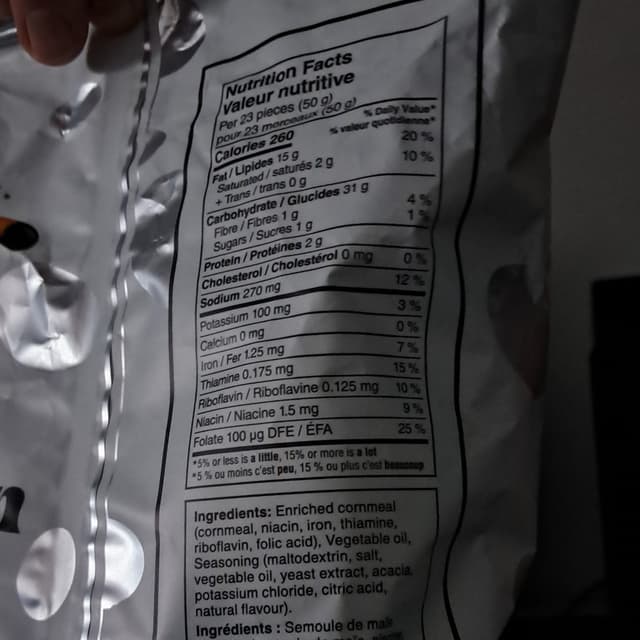 Nutrition Facts
Valeur nutritive
Per 23 pieces (50 g)
pour 23 morceaux (50 g)
Calories 260
% Daily Value*
% valeur quotidienne*
Fat / Lipides 15 g 20 %
Saturated / saturés 2 g 10 %
+ Trans / trans 0 g
Carbohydrate / Glucides 31 g
Fibre / Fibres 1 g 4 %
Sugars / Sucres 1 g 1 %
Protein / Protéines 2 g
Cholesterol / Cholestérol 0 mg 0 %
Sodium 270 mg 12 %
Potassium 100 mg 3 %
Calcium 0 mg 0 %
Iron / Fer 1.25 mg 7 %
Thiamine 0.175 mg 15 %
Riboflavin / Riboflavine 0.125 mg 10 %
Niacin / Niacine 1.5 mg 9 %
Folate 100 µg DFE / ÉFA 25 %
*5% or less is a little, 15% or more is a lot
*5 % ou moins c'est peu, 15 % ou plus c'est beaucoup
Ingredients: Enriched cornmeal
(cornmeal, niacin, iron, thiamine,
riboflavin, folic acid), Vegetable oil,
Seasoning (maltodextrin, salt,
vegetable oil, yeast extract, acacia,
potassium chloride, citric acid,
natural flavour).
Ingrédients : Semoule de maïs